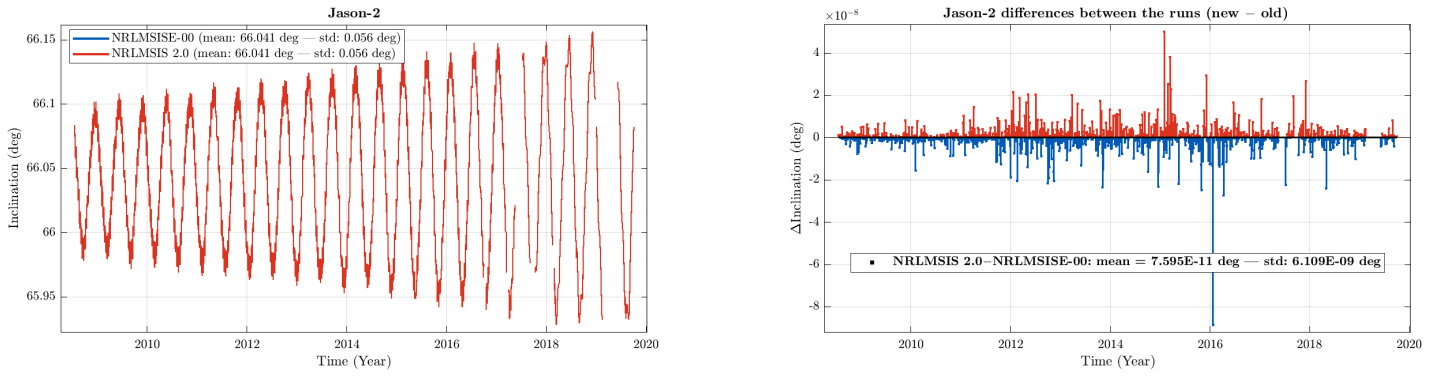 Jason-2
NRLMSISE-00 (mean: 66.041 deg — std: 0.056 deg)
NRLMSIS 2.0 (mean: 66.041 deg — std: 0.056 deg)
66.15
66.1
66.05
66
65.95
Inclination (deg)
2010 2012 2014 2016 2018 2020
Time (Year)
Jason-2 differences between the runs (new − old)
×10⁻⁸
4
2
0
-2
-4
-6
-8
ΔInclination (deg)
NRLMSIS 2.0−NRLMSISE-00: mean = 7.595E-11 deg — std: 6.109E-09 deg
2010 2012 2014 2016 2018 2020
Time (Year)